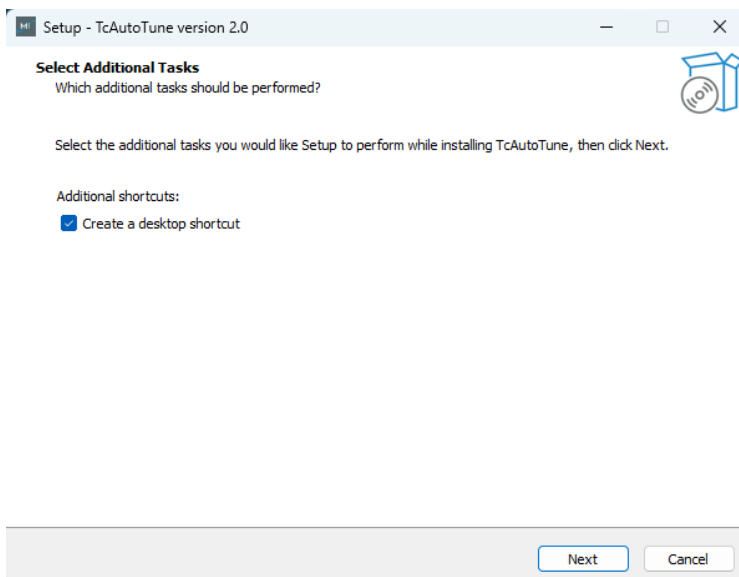 Setup - TcAutoTune version 2.0
Select Additional Tasks
Which additional tasks should be performed?
Select the additional tasks you would like Setup to perform while installing TcAutoTune, then click Next.
Additional shortcuts:
Create a desktop shortcut
Next
Cancel